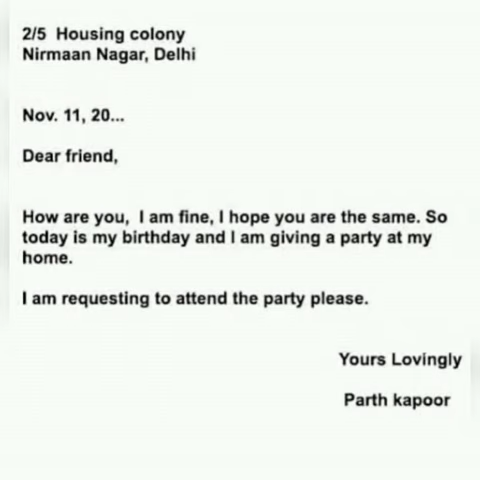 2/5 Housing colony
Nirmaan Nagar, Delhi
Nov. 11, 20...
Dear friend,
How are you, I am fine, I hope you are the same. So
today is my birthday and I am giving a party at my
home.
I am requesting to attend the party please.
Yours Lovingly
Parth kapoor